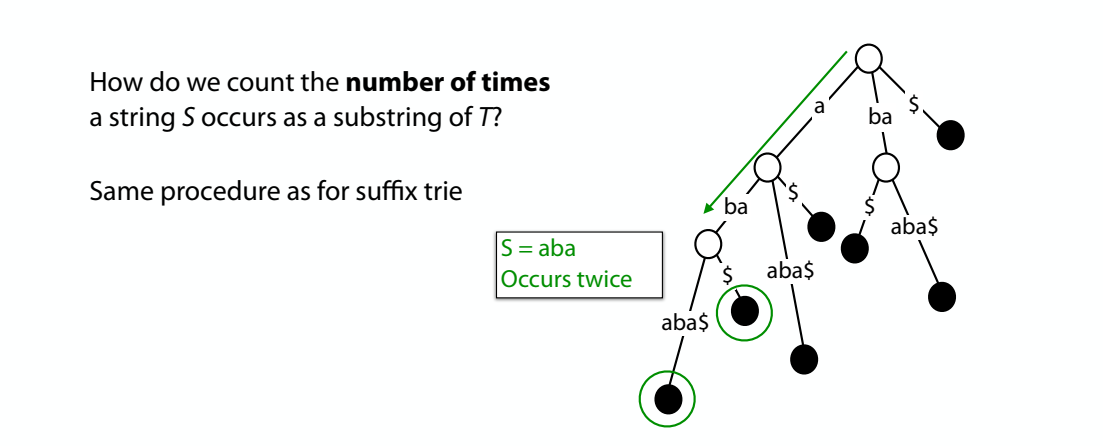 How do we count the number of times
a string S occurs as a substring of T?
Same procedure as for suffix trie
S = aba
Occurs twice
a
ba
$
ba
$
$
aba$
$
aba$
aba$